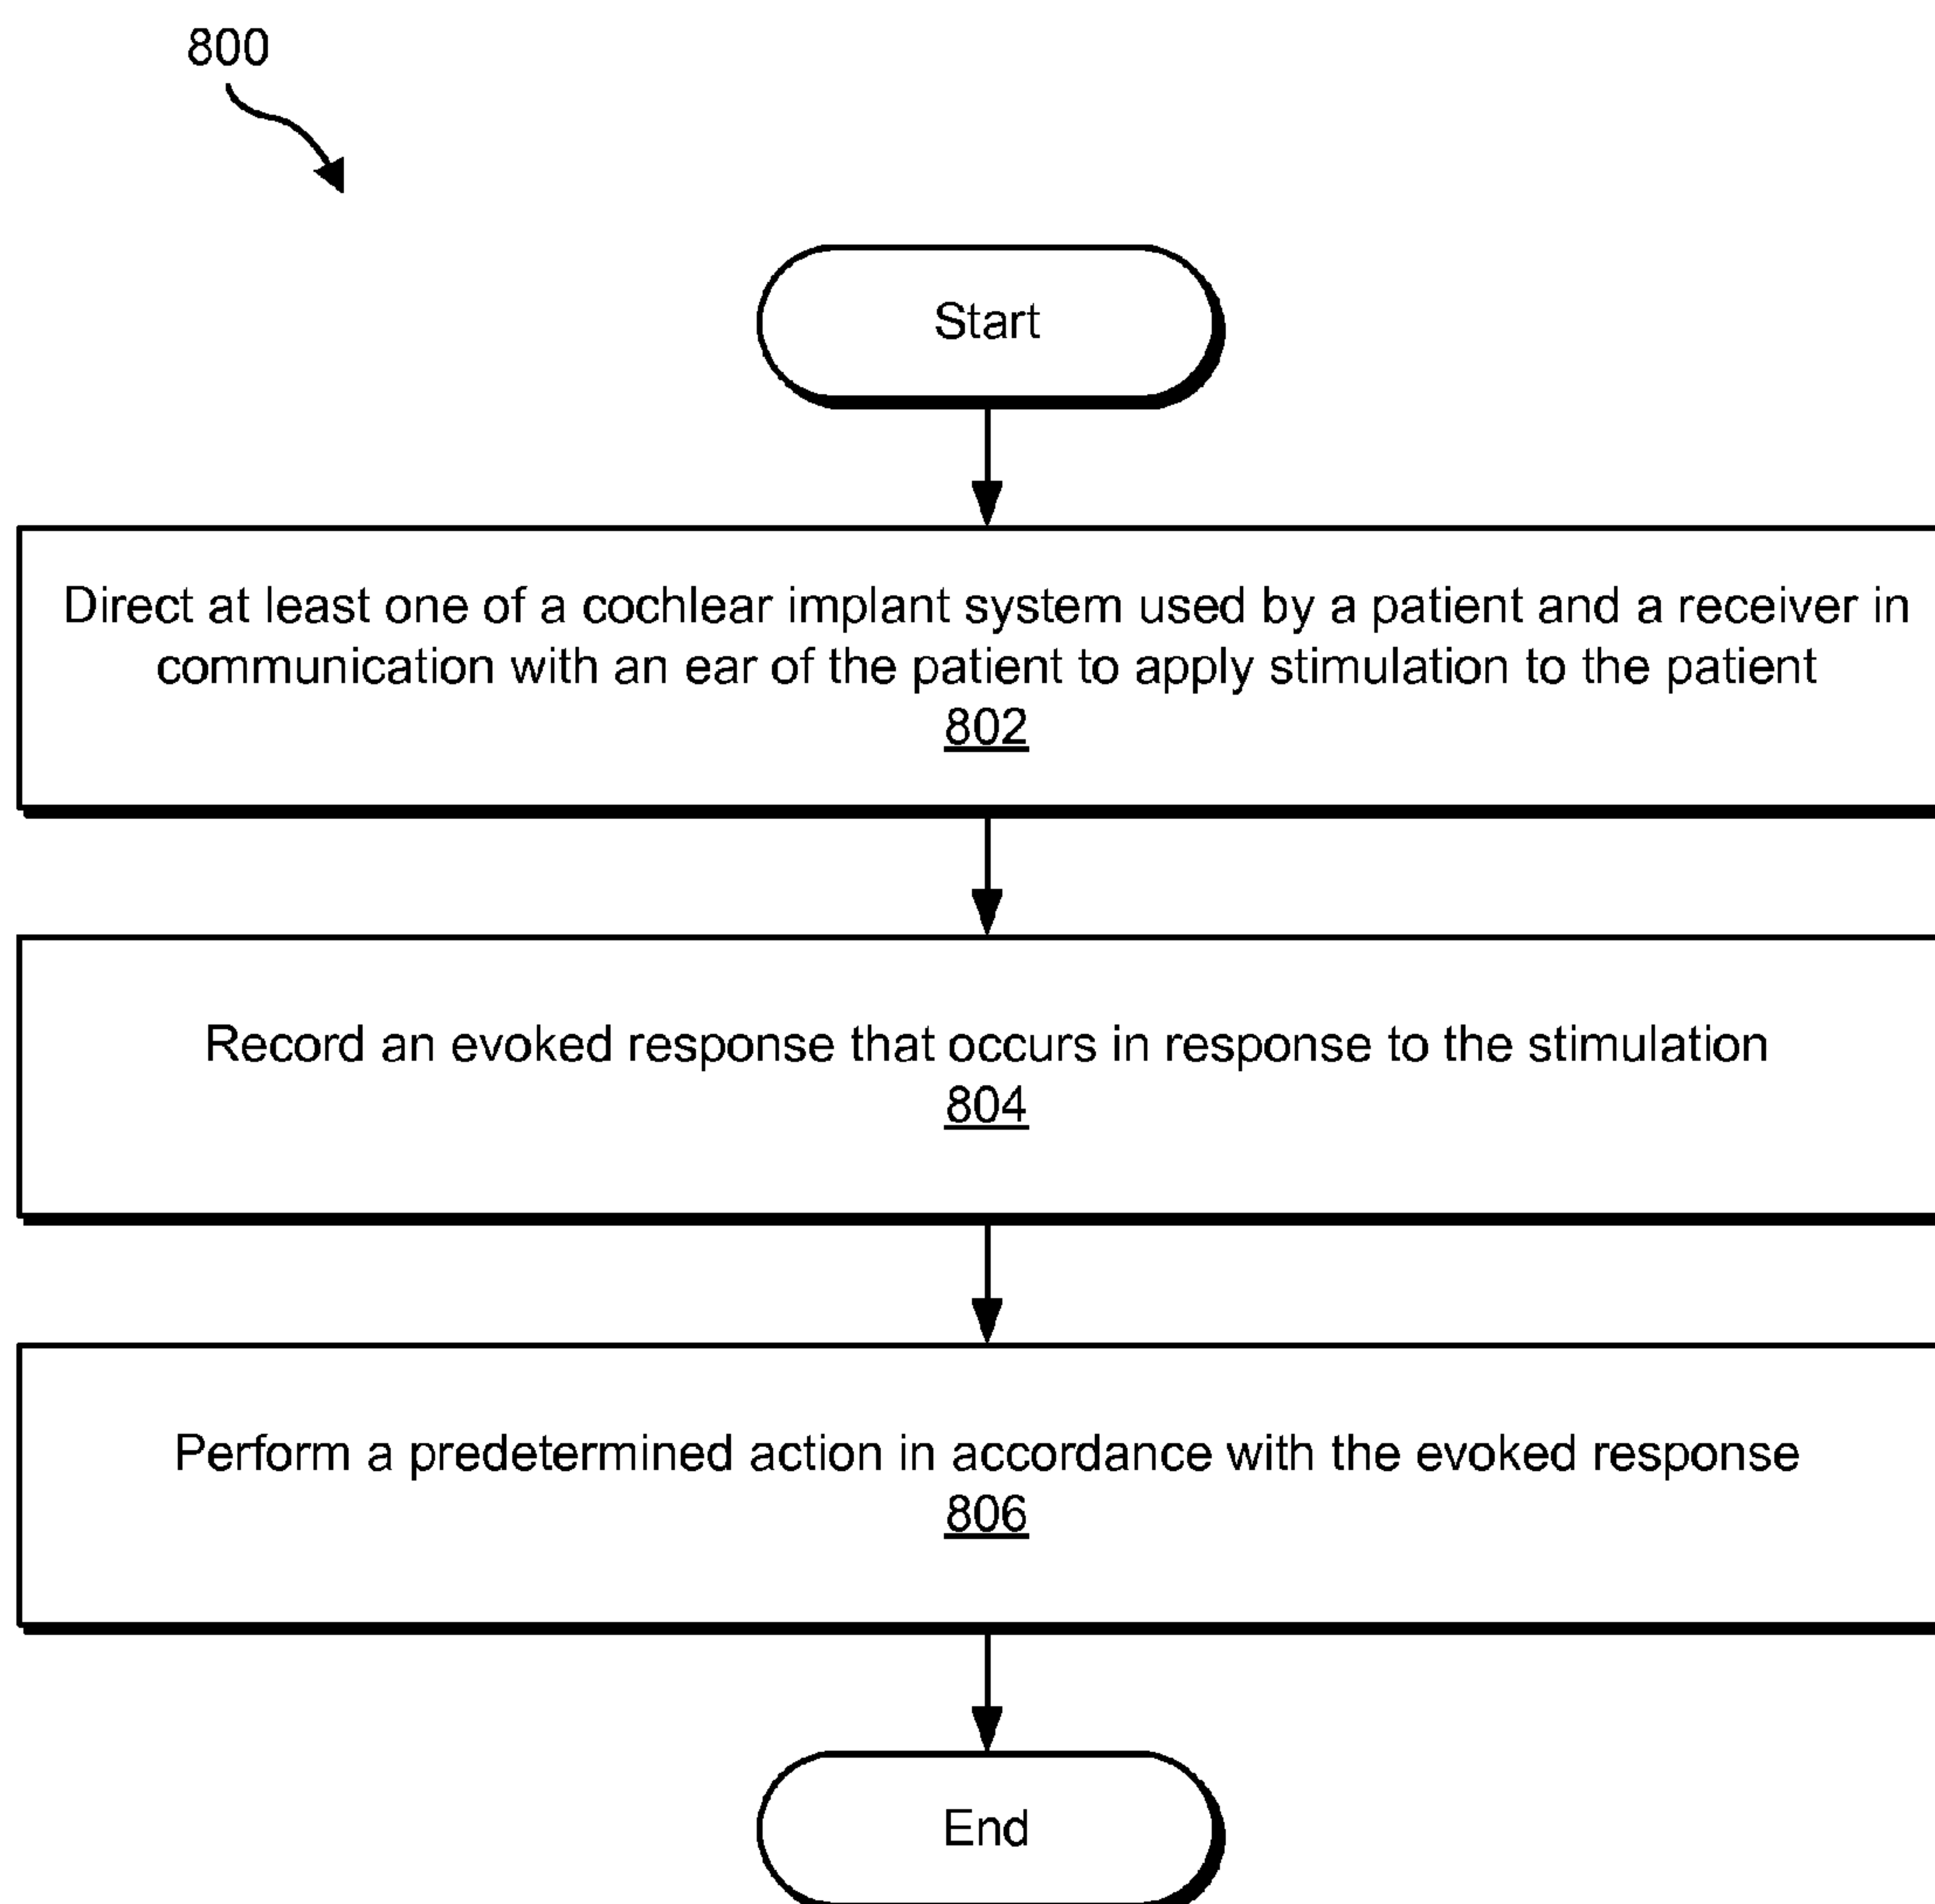 800
Start
Direct at least one of a cochlear implant system used by a patient and a receiver in
communication with an ear of the patient to apply stimulation to the patient
802
Record an evoked response that occurs in response to the stimulation
804
Perform a predetermined action in accordance with the evoked response
806
End